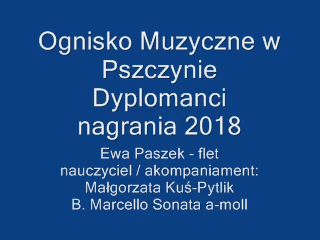 Ognisko Muzyczne w
Pszczynie
Dyplomanci
nagrania 2018
Ewa Paszek - flet
nauczyciel / akompaniament:
Małgorzata Kuś-Pytlik
B. Marcello Sonata a-moll